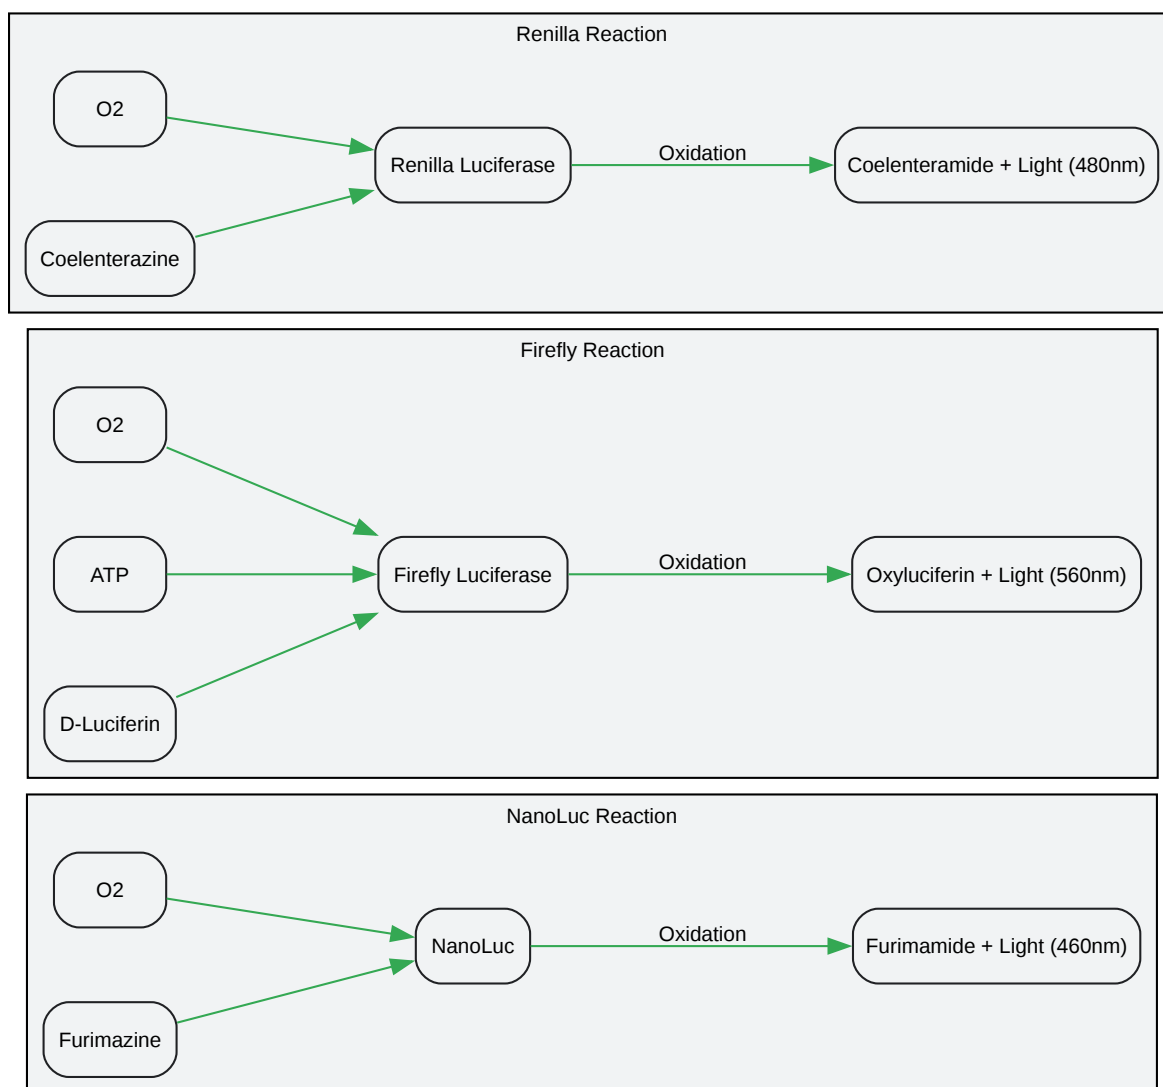 Renilla Reaction
O2
Renilla Luciferase
Oxidation
Coelenteramide + Light (480nm)
Coelenterazine
Firefly Reaction
O2
ATP
Firefly Luciferase
Oxidation
Oxyluciferin + Light (560nm)
D-Luciferin
NanoLuc Reaction
O2
NanoLuc
Oxidation
Furimamide + Light (460nm)
Furimazine